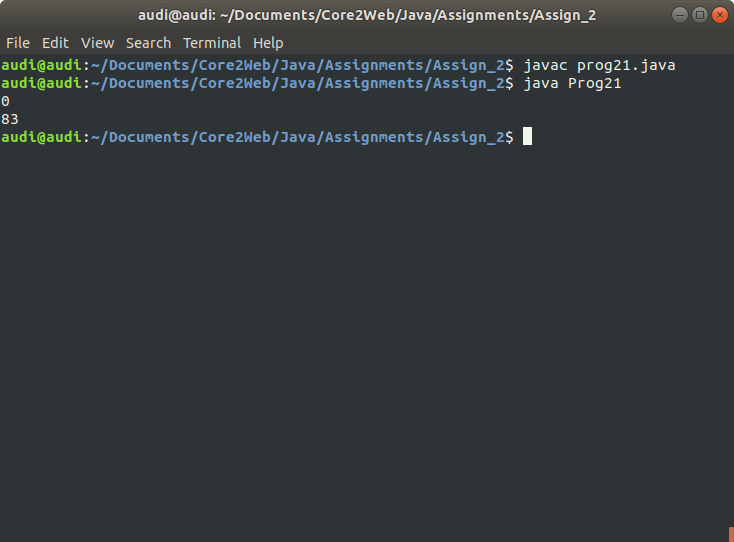 audi@audi: ~/Documents/Core2Web/Java/Assignments/Assign_2
File Edit View Search Terminal Help
audi@audi:~/Documents/Core2Web/Java/Assignments/Assign_2$ javac prog21.java
audi@audi:~/Documents/Core2Web/Java/Assignments/Assign_2$ java Prog21
0
83
audi@audi:~/Documents/Core2Web/Java/Assignments/Assign_2$